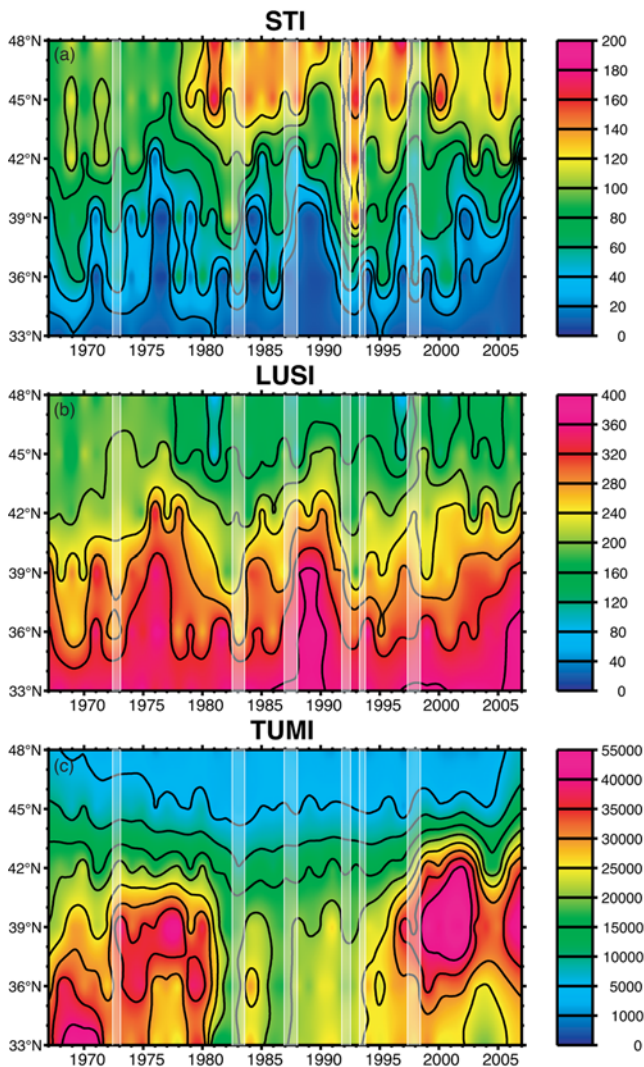 STI
(a)
48°N
45°N
42°N
39°N
36°N
33°N
1970 1975 1980 1985 1990 1995 2000 2005
200
180
160
140
120
100
80
60
40
20
0
LUSI
(b)
48°N
45°N
42°N
39°N
36°N
33°N
1970 1975 1980 1985 1990 1995 2000 2005
400
360
320
280
240
200
160
120
80
40
0
TUMI
(c)
48°N
45°N
42°N
39°N
36°N
33°N
1970 1975 1980 1985 1990 1995 2000 2005
55000
40000
35000
30000
25000
20000
15000
10000
5000
1000
0